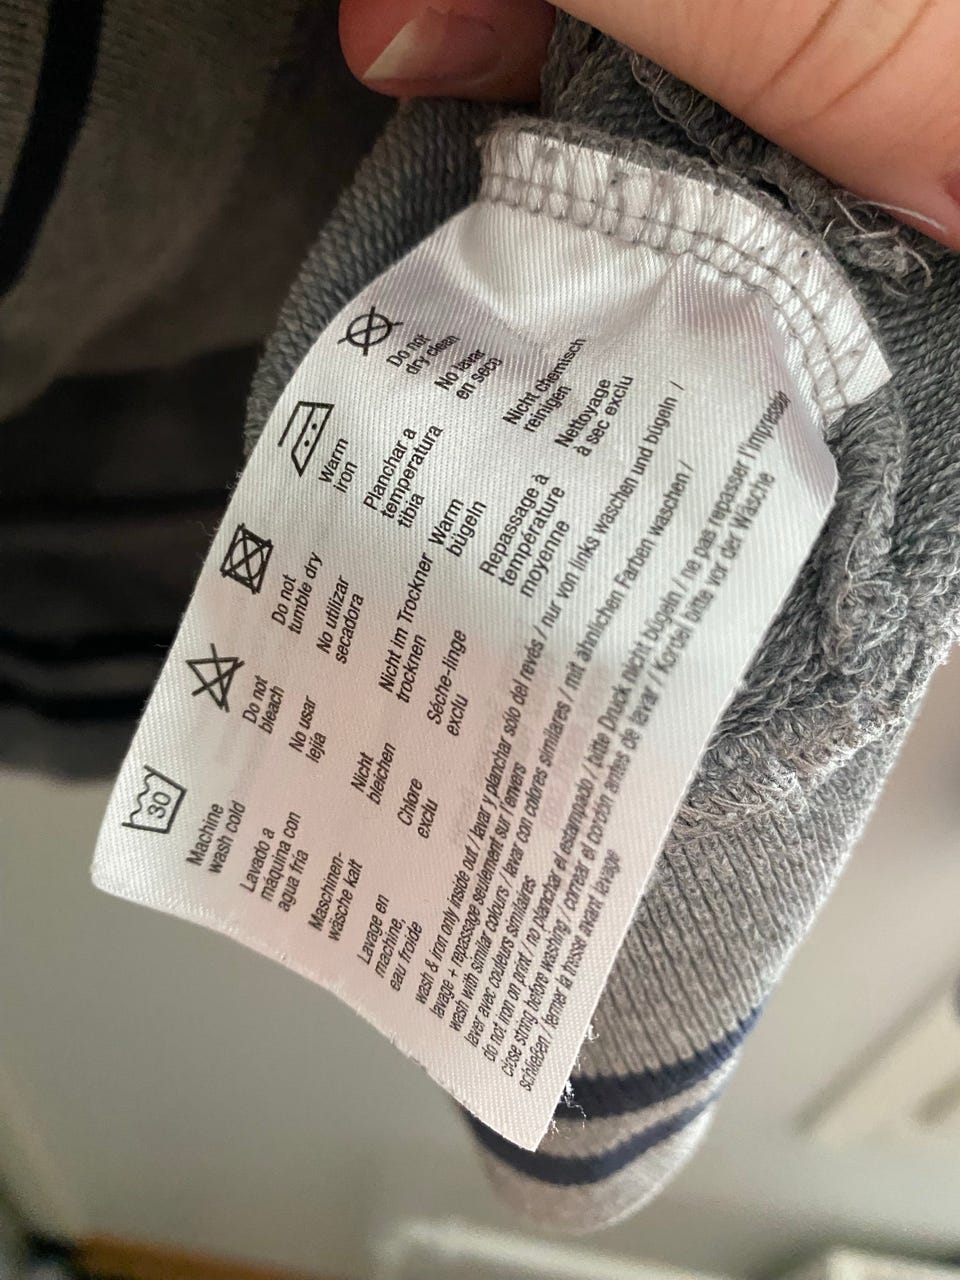 30
Machine
wash cold
Lavado a
máquina con
agua fría
Maschinen-
wäsche kalt
Lavage en
machine,
eau froide
Do not
bleach
No usar
lejía
Nicht
bleichen
Chlore
exclu
Do not
tumble dry
No utilizar
secadora
Nicht im Trockner
trocknen
Séche-linge
exclu
Warm
iron
Planchar a
temperatura
tibia
Warm
bügeln
Repassage à
température
moyenne
Do not
dry clean
No lavar
en seco
Nicht chemisch
reinigen
Nettoyage
à sec exclu
wash & iron only inside out / lavar y planchar sólo del revés / nur von links waschen und bügeln /
lavage + repassage seulement sur l'envers
wash with similar colours / lavar con colores similares / mit ähnlichen Farben waschen /
laver avec couleurs similaires
do not iron on print / no planchar el estampado / bitte Druck nicht bügeln / ne pas repasser l'impression
close string before washing / correar el cordón antes de lavar / Kordel bitte vor der Wäsche
schließen / fermer la tresse avant lavage